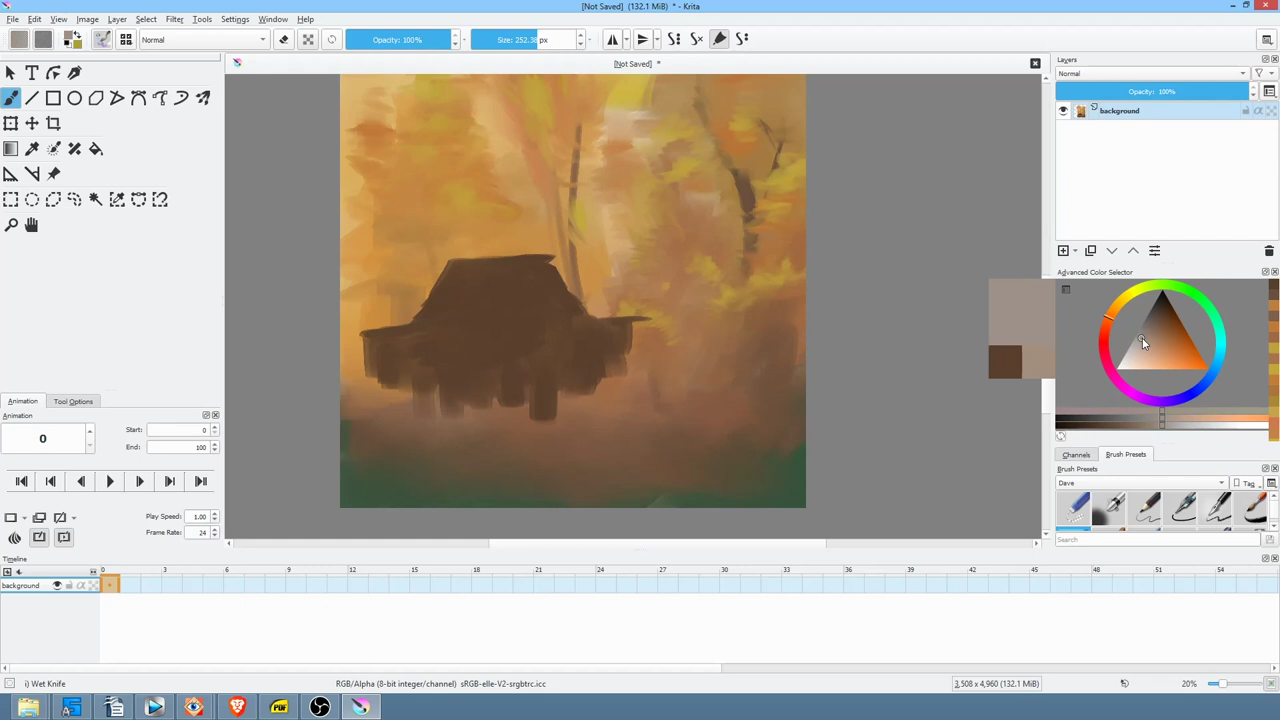 [Not Saved] (132.1 MiB) * - Krita
File Edit View Image Layer Select Filter Tools Settings Window Help
Normal Opacity: 100% Size: 252.38 px
[Not Saved] *
Layers
Normal
Opacity: 100%
background
Advanced Color Selector
Animation Tool Options
Animation
0
Start: 0
End: 100
Play Speed: 1.00
Frame Rate: 24
Channels Brush Presets
Brush Presets
Dave Tag
Search
Timeline
0 3 6 9 12 15 18 21 24 27 30 33 36 39 42 45 48 51 54
background
i) Wet Knife RGB/Alpha (8-bit integer/channel) sRGB-elle-V2-srgbtrc.icc 3,508 x 4,960 (132.1 MiB) 20%
PDF